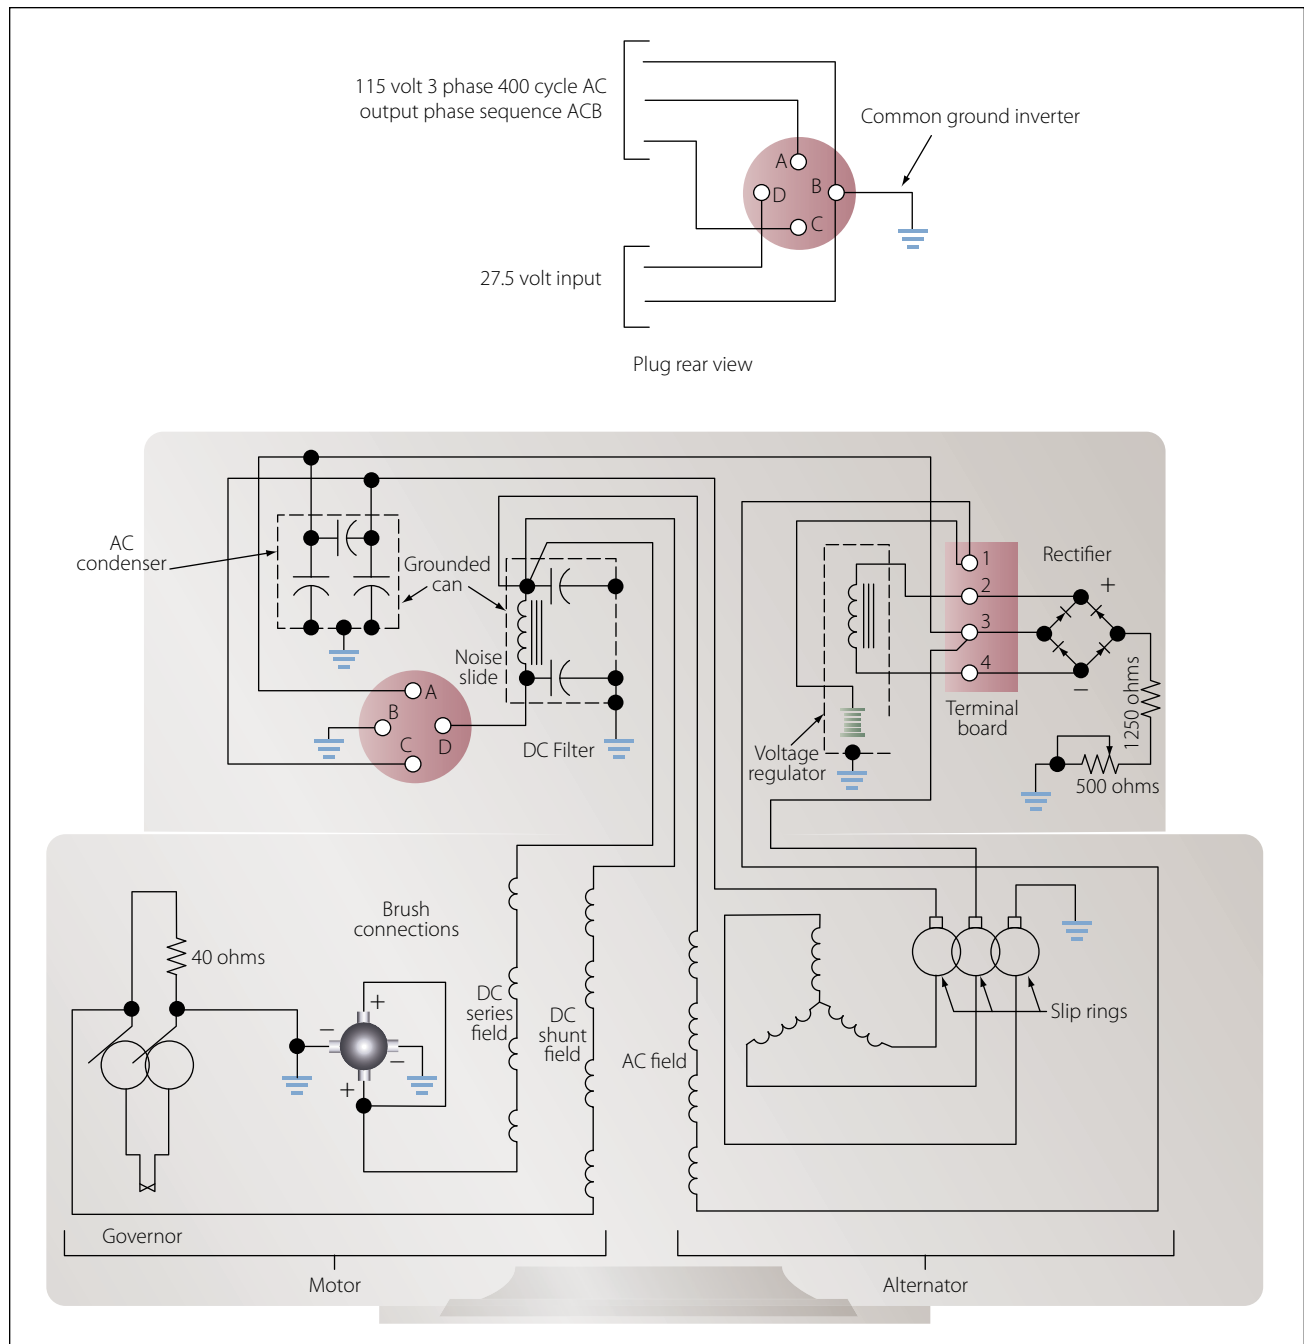 115 volt 3 phase 400 cycle AC
output phase sequence ACB
Common ground inverter
A
D
B
C
27.5 volt input
Plug rear view
AC
condenser
Grounded
can
Noise
slide
DC Filter
A
B
C
D
Voltage
regulator
1
2
3
4
Terminal
board
Rectifier
+
–
1250 ohms
500 ohms
40 ohms
Brush
connections
+
–
–
+
DC
series
field
DC
shunt
field
AC field
Slip rings
Governor
Motor
Alternator